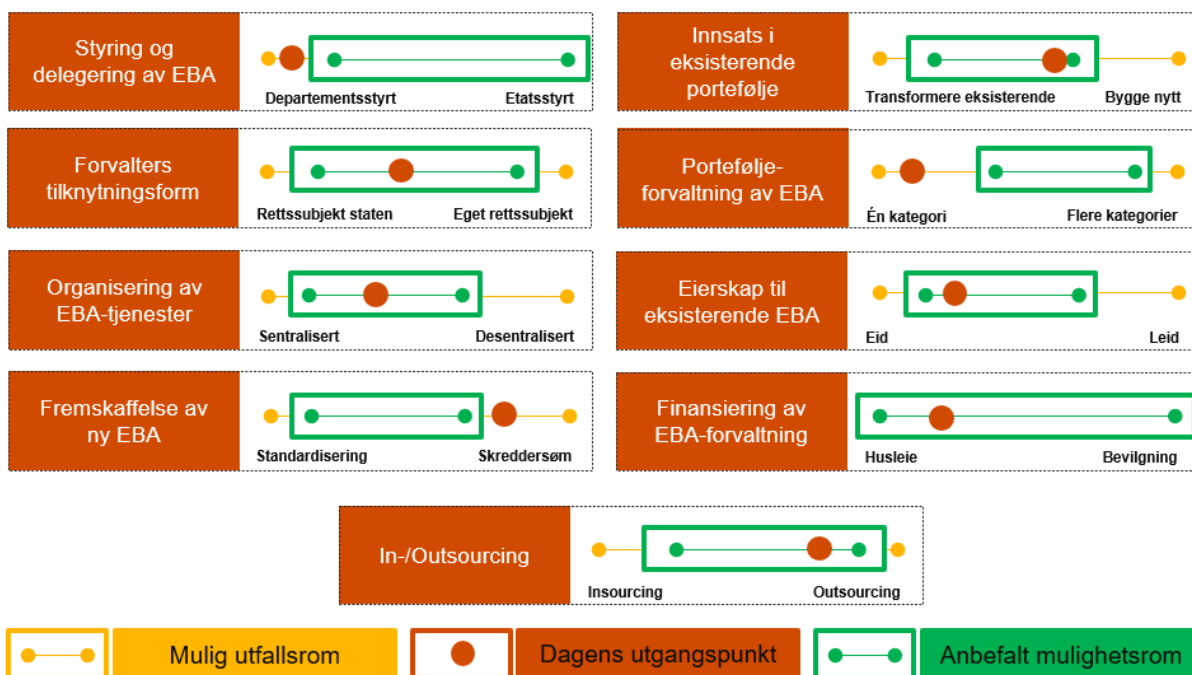 Styring og
delegering av EBA
Departementsstyrt
Etatsstyrt
Innsats i
eksisterende
portefølje
Transformere eksisterende
Bygge nytt
Forvalters
tilknytningsform
Rettssubjekt staten
Eget rettssubjekt
Portefølje-
forvaltning av EBA
Én kategori
Flere kategorier
Organisering av
EBA-tjenester
Sentralisert
Desentralisert
Eierskap til
eksisterende EBA
Eid
Leid
Fremskaffelse av
ny EBA
Standardisering
Skreddersøm
Finansiering av
EBA-forvaltning
Husleie
Bevilgning
In-/Outsourcing
Insourcing
Outsourcing
Mulig utfallsrom
Dagens utgangspunkt
Anbefalt mulighetsrom